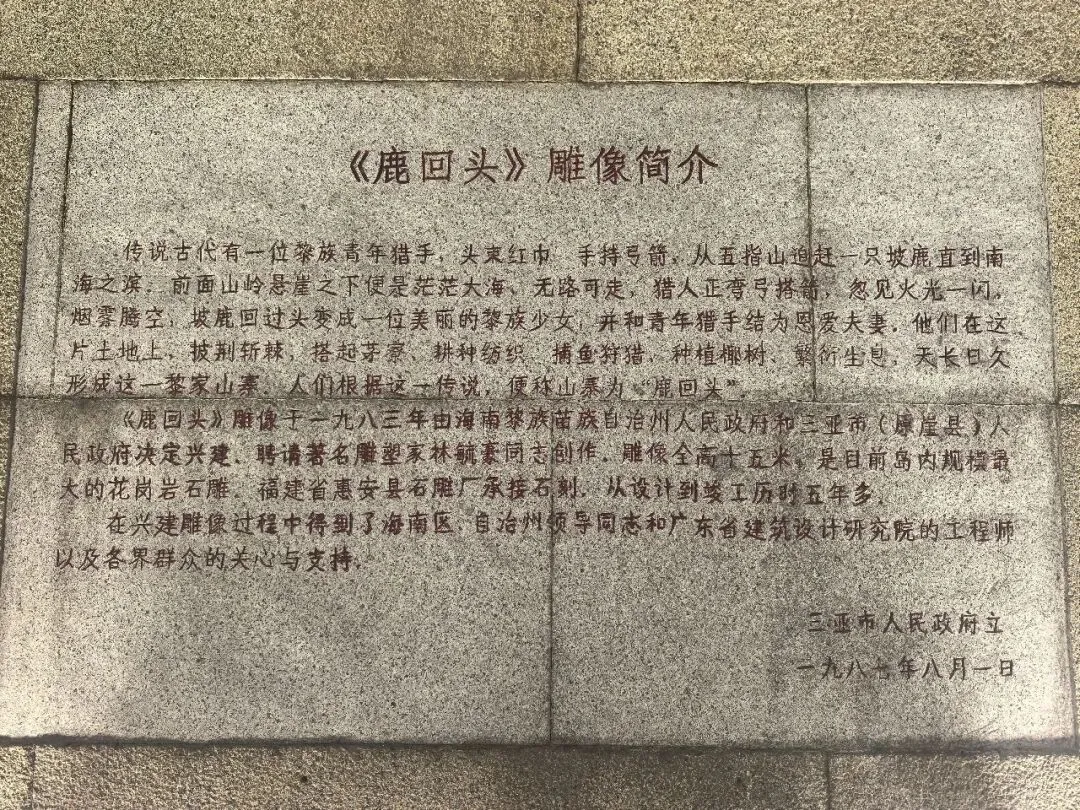 《鹿回头》雕像简介
传说古代有一位黎族青年猎手，头束红巾 手持弓箭，从五指山追赶一只坡鹿直到南
海之滨．前面山岭悬崖之下便是茫茫大海、无路可走，猎人正弯弓搭箭，忽见火光一闪，
烟雾腾空，坡鹿回过头变成一位美丽的黎族少女，并和青年猎手结为恩爱夫妻．他们在这
片土地上，披荆斩棘，搭起茅寮、耕种纺织 捕鱼狩猎，种植椰树、繁衍生息，天长日久
形成这一黎家山寨．人们根据这一传说，便称山寨为“鹿回头”．
《鹿回头》雕像于一九八三年由海南黎族苗族自治州人民政府和三亚市（原崖县）人
民政府决定兴建、聘请著名雕塑家林毓豪同志创作．雕像全高十五米，是目前岛内规模最
大的花岗岩石雕．福建省惠安县石雕厂承接石刻．从设计到竣工历时五年多．
在兴建雕像过程中得到了海南区 自治州领导同志和广东省建筑设计研究院的工程师
以及各界群众的关心与支持．
三亚市人民政府立
一九八七年八月一日